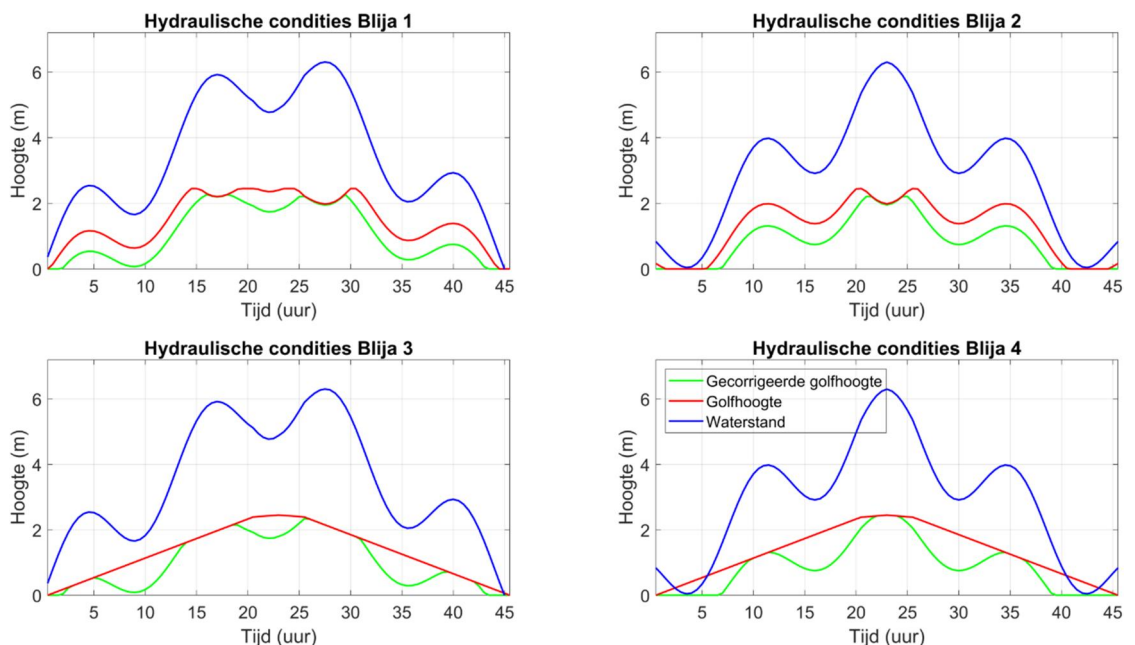 Hydraulische condities Blija 1
Hoogte (m)
6
4
2
0
5 10 15 20 25 30 35 40 45
Tijd (uur)
Hydraulische condities Blija 2
Hoogte (m)
6
4
2
0
5 10 15 20 25 30 35 40 45
Tijd (uur)
Hydraulische condities Blija 3
Hoogte (m)
6
4
2
0
5 10 15 20 25 30 35 40 45
Tijd (uur)
Hydraulische condities Blija 4
Gecorrigeerde golfhoogte
Golfhoogte
Waterstand
Hoogte (m)
6
4
2
0
5 10 15 20 25 30 35 40 45
Tijd (uur)